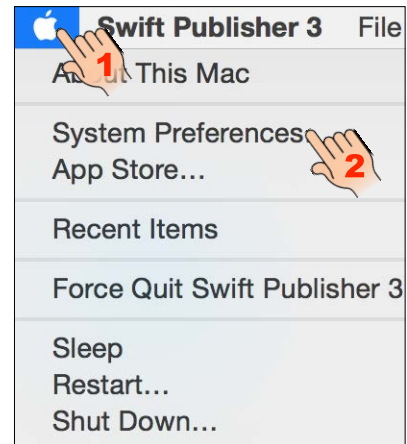 Swift Publisher 3 File
1
About This Mac
System Preferences
2
App Store...
Recent Items
Force Quit Swift Publisher 3
Sleep
Restart...
Shut Down...